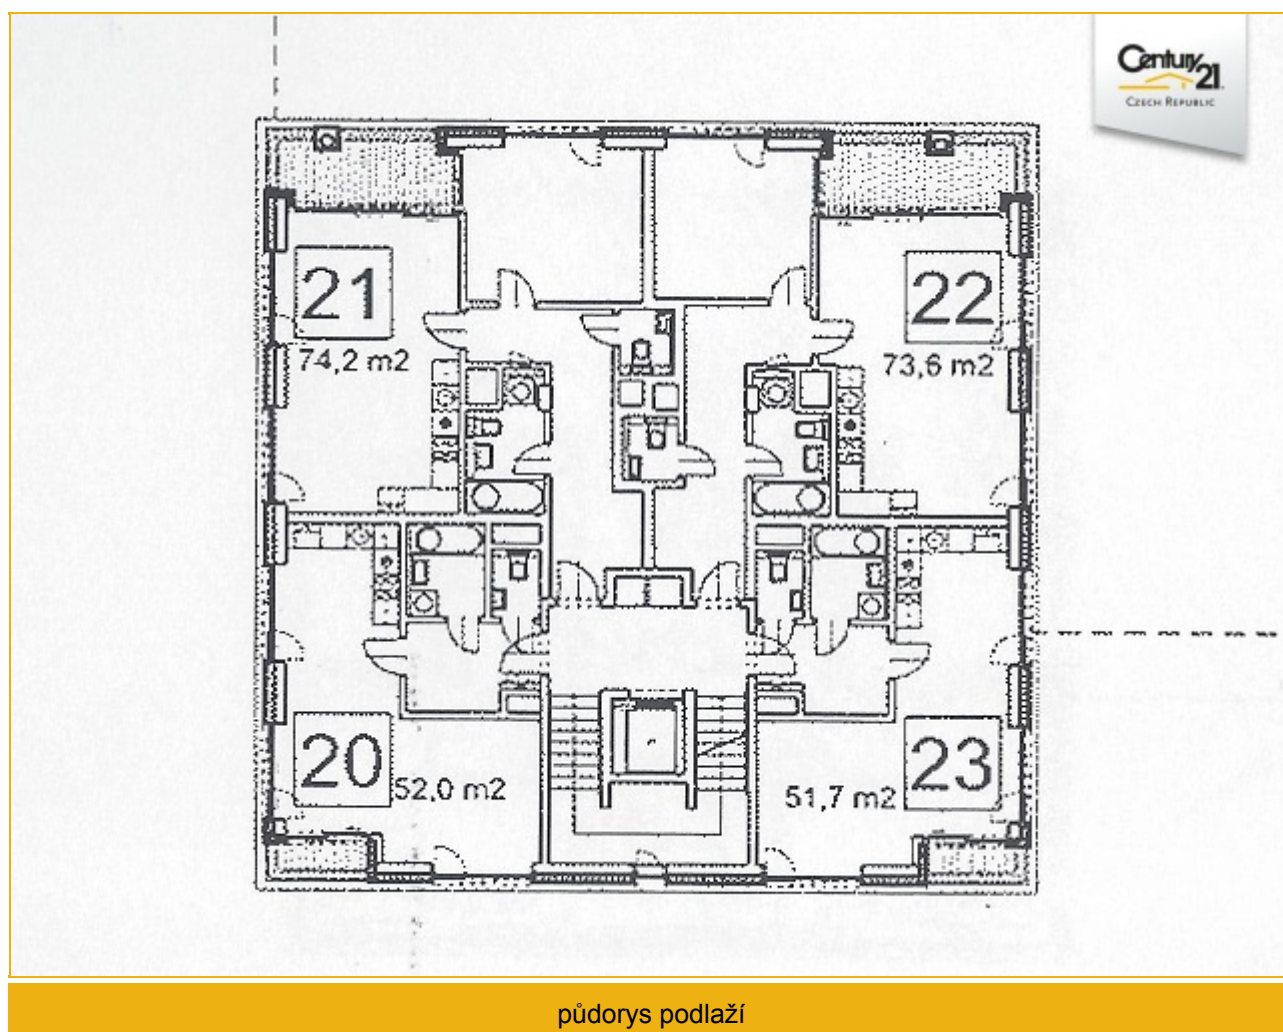 Century 21
CZECH REPUBLIC
21
74,2 m2
22
73,6 m2
20
52,0 m2
23
51,7 m2
půdorys podlaží